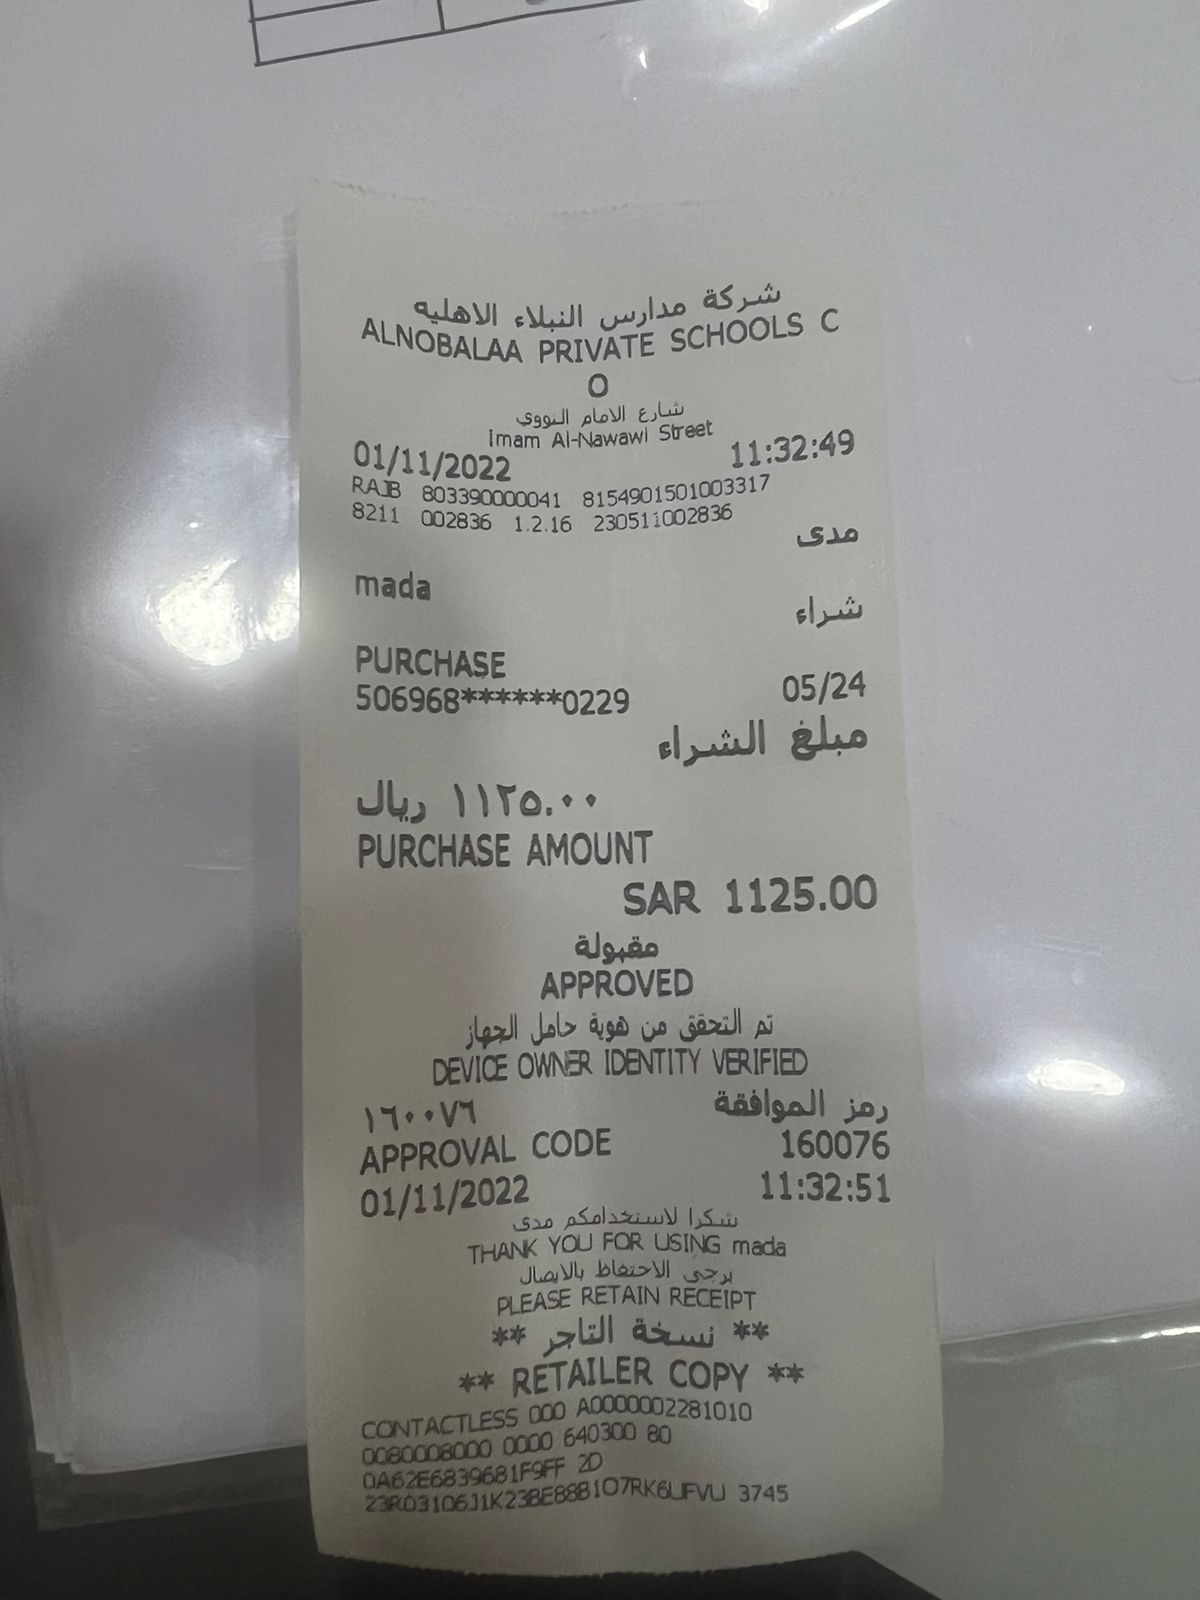 شركة مدارس النبلاء الاهليه
ALNOBALAA PRIVATE SCHOOLS C
O
شارع الامام النووي
Imam Al-Nawawi Street
01/11/2022 11:32:49
RAJB 803390000041 8154901501003317
8211 002836 1.2.16 230511002836
مدى
mada
شراء
PURCHASE
506968******0229 05/24
مبلغ الشراء
١١٢٥.٠٠ ريال
PURCHASE AMOUNT
SAR 1125.00
مقبولة
APPROVED
تم التحقق من هوية حامل الجهاز
DEVICE OWNER IDENTITY VERIFIED
رمز الموافقة ١٦٠٠٧٦
APPROVAL CODE 160076
01/11/2022 11:32:51
شكرا لاستخدامكم مدى
THANK YOU FOR USING mada
يرجى الاحتفاظ بالايصال
PLEASE RETAIN RECEIPT
** نسخة التاجر **
** RETAILER COPY **
CONTACTLESS 000 A0000002281010
0080008000 0000 640300 80
0A62E6839681F9FF 2D
3745